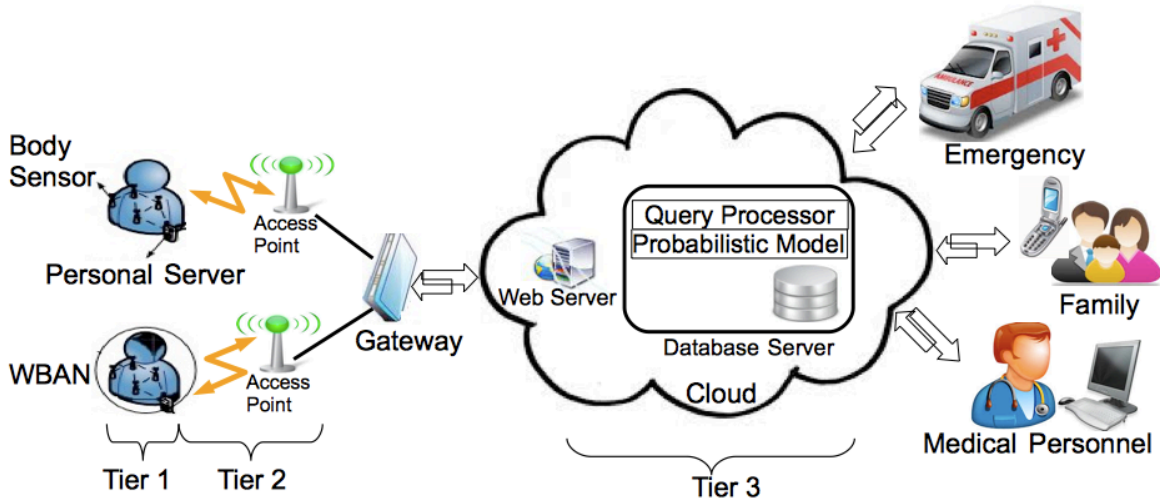 Body
Sensor
Access
Point
Personal Server
WBAN
Access
Point
Gateway
Tier 1
Tier 2
Web Server
Query Processor
Probabilistic Model
Database Server
Cloud
Tier 3
AMBULANCE
Emergency
Family
Medical Personnel